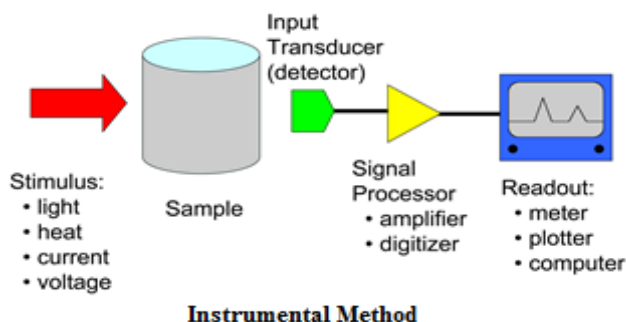 Input
Transducer
(detector)
Stimulus:
• light
• heat
• current
• voltage
Sample
Signal
Processor
• amplifier
• digitizer
Readout:
• meter
• plotter
• computer
Instrumental Method